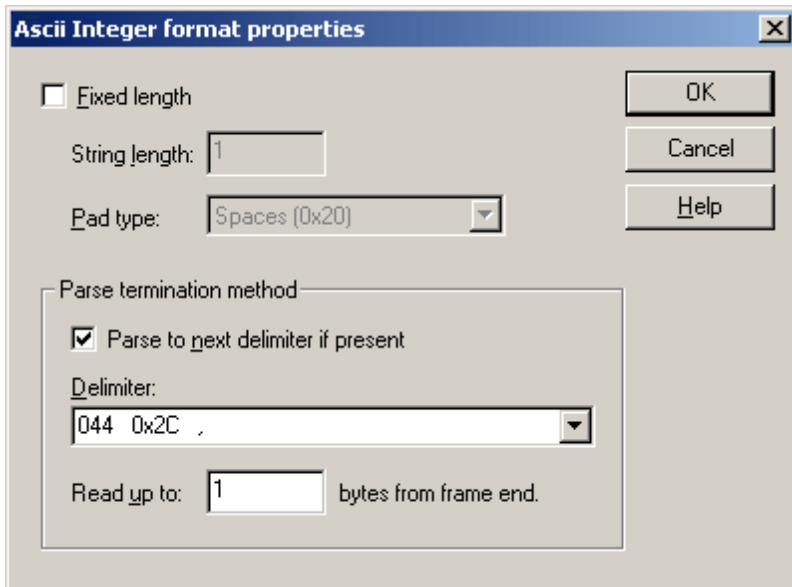 Ascii Integer format properties
Fixed length
OK
String length: 1
Cancel
Pad type: Spaces (0x20)
Help
Parse termination method
Parse to next delimiter if present
Delimiter:
044 0x2C ,
Read up to: 1 bytes from frame end.